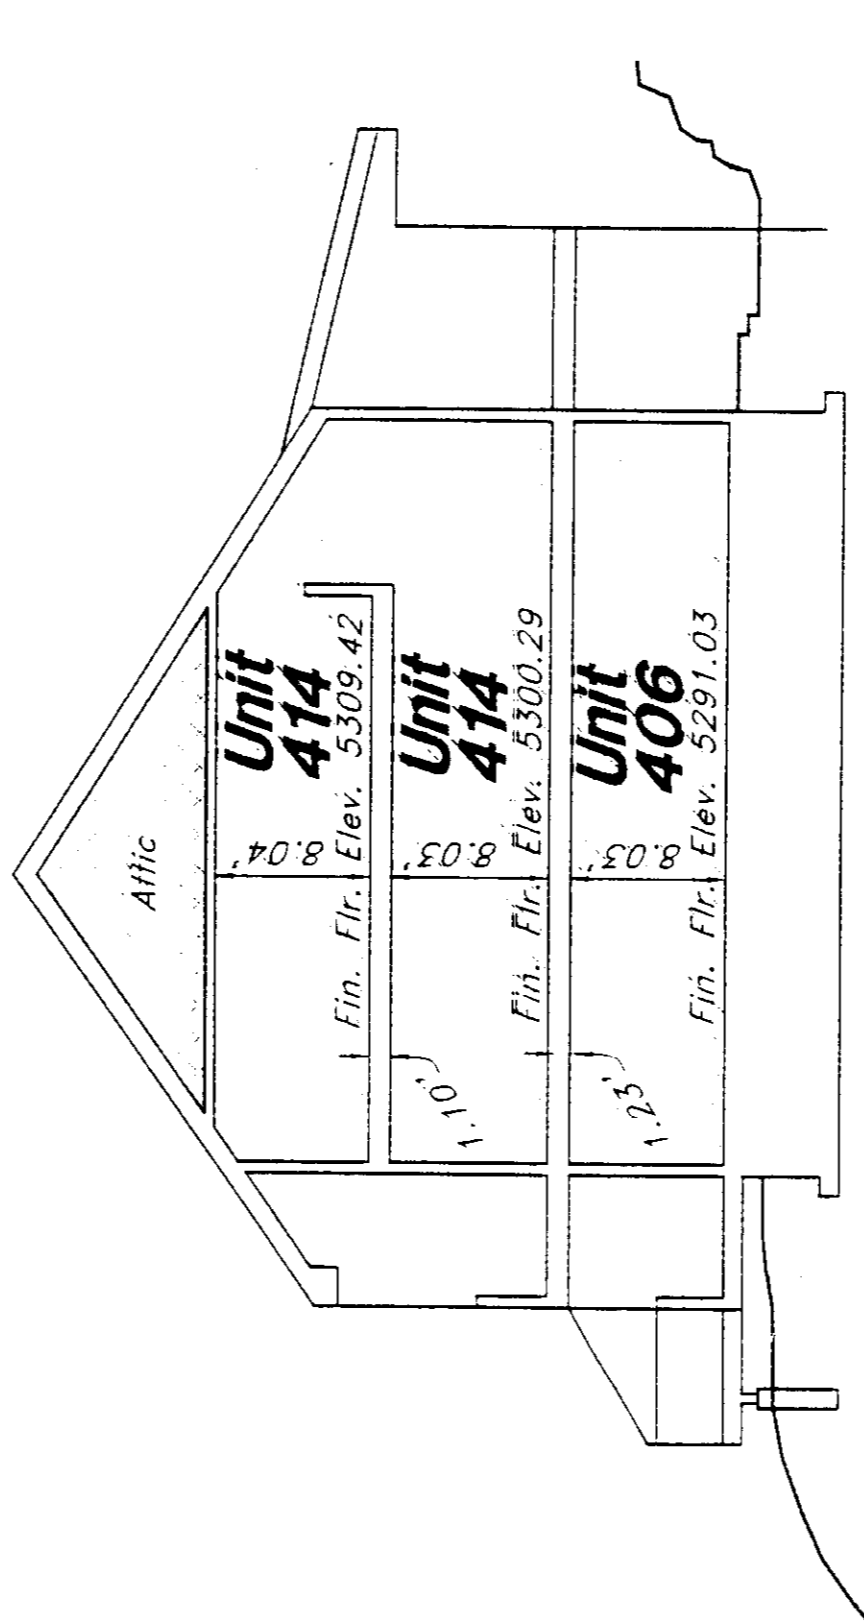 Attic
Unit
414
8.04'
Fin. Flr. Elev. 5309.42
1.10'
Unit
414
8.03'
Fin. Flr. Elev. 5300.29
1.23'
Unit
406
8.03'
Fin. Flr. Elev. 5291.03